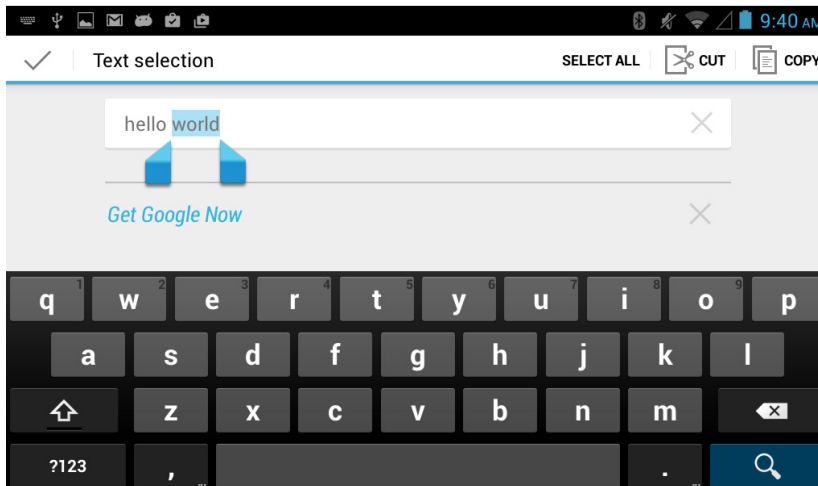 9:40 AM
Text selection SELECT ALL CUT COPY
hello world
Get Google Now
1 2 3 4 5 6 7 8 9
q w e r t y u i o p
a s d f g h j k l
z x c v b n m
?123 , .